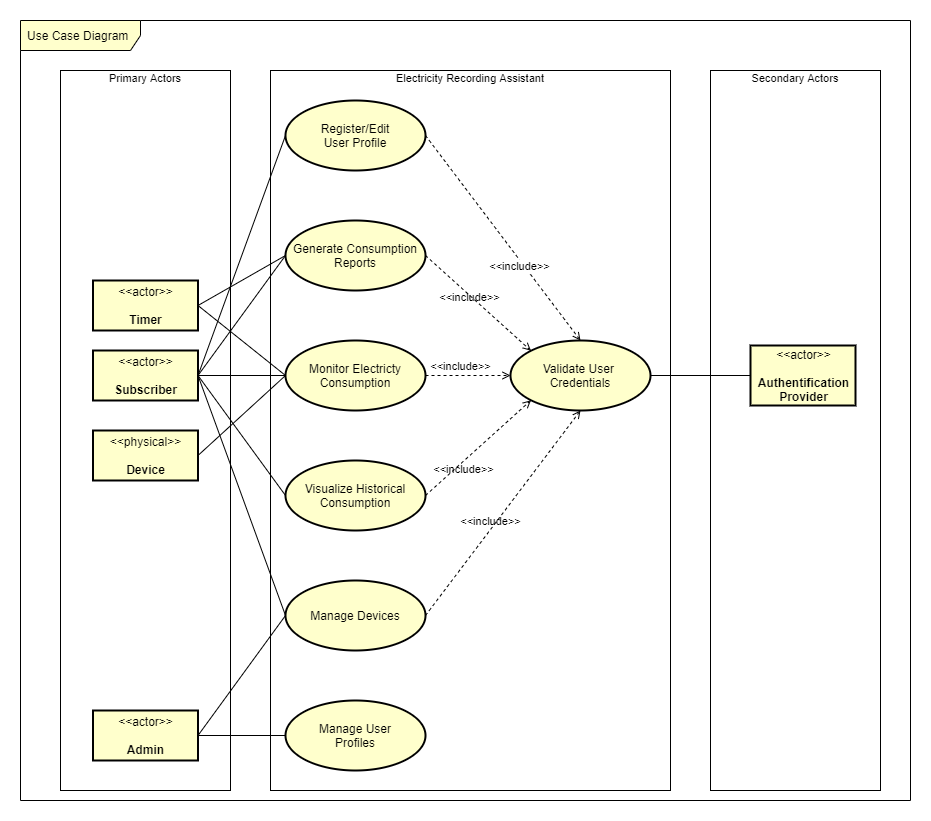 Use Case Diagram
Primary Actors
Electricity Recording Assistant
Secondary Actors
Register/Edit
User Profile
Generate Consumption
Reports
<<include>>
<<include>>
<<actor>>
Timer
<<actor>>
Subscriber
Monitor Electricty
Consumption
<<include>>
Validate User
Credentials
<<actor>>
Authentification
Provider
<<physical>>
Device
Visualize Historical
Consumption
<<include>>
<<include>>
Manage Devices
<<actor>>
Admin
Manage User
Profiles